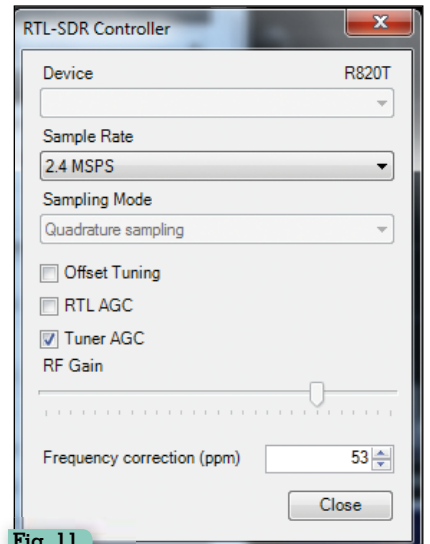 RTL-SDR Controller
Device R820T
Sample Rate
2.4 MSPS
Sampling Mode
Quadrature sampling
Offset Tuning
RTL AGC
Tuner AGC
RF Gain
Frequency correction (ppm) 53
Close
Fig. 11